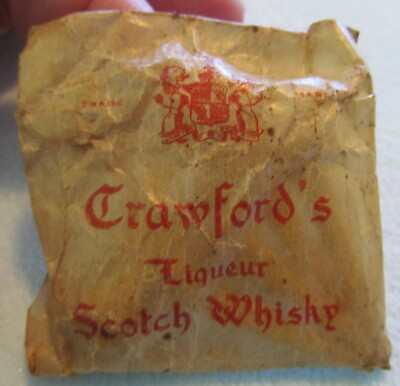 TRADE MARK
Crawford's
Liqueur
Scotch Whisky